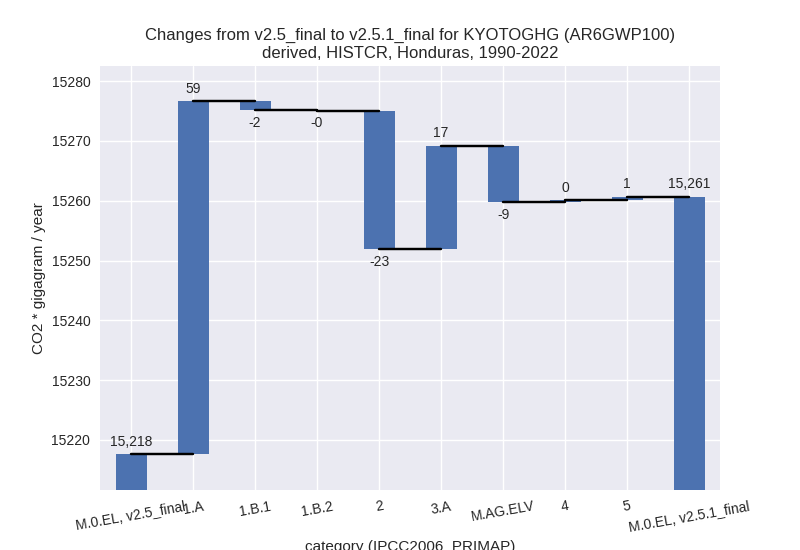 Changes from v2.5_final to v2.5.1_final for KYOTOGHG (AR6GWP100)
derived, HISTCR, Honduras, 1990-2022
CO2 * gigagram / year
15280
15270
15260
15250
15240
15230
15220
15,218
59
-2
-0
-23
17
-9
0
1
15,261
M.0.EL, v2.5_final
1.A
1.B.1
1.B.2
2
3.A
M.AG.ELV
4
5
M.0.EL, v2.5.1_final
category (IPCC2006_PRIMAP)